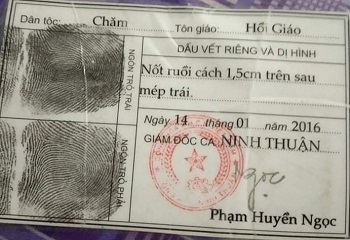 Dân tộc: Chăm Tôn giáo: Hồi Giáo
DẤU VẾT RIÊNG VÀ DỊ HÌNH
Nốt ruồi cách 1,5cm trên sau
mép trái.
Ngày 14 tháng 01 năm 2016
GIÁM ĐỐC CA NINH THUẬN
NGÓN TRỎ TRÁI
NGÓN TRỎ PHẢI
Ngọc
Phạm Huyền Ngọc